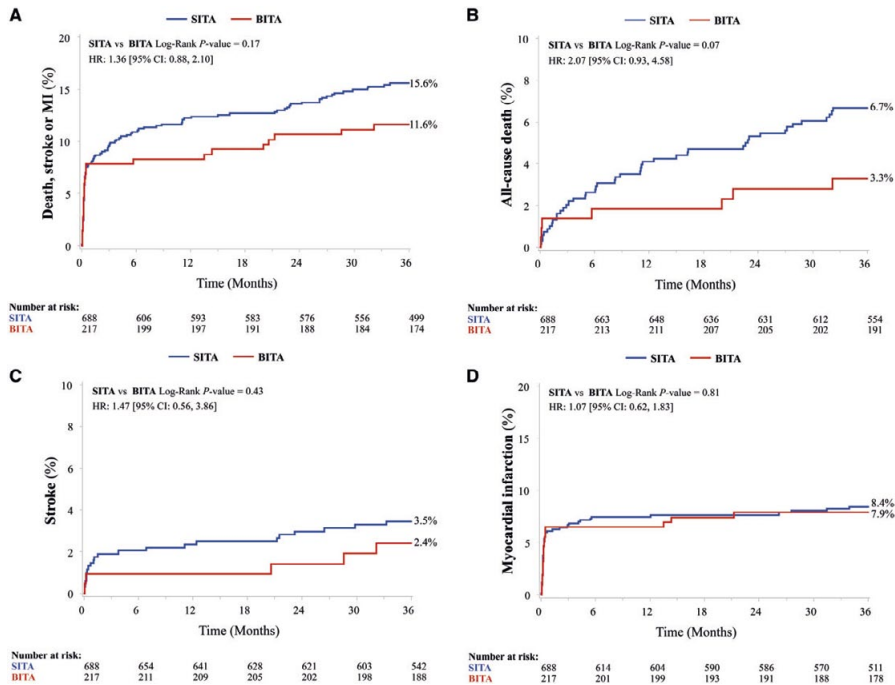 A
SITA BITA
SITA vs BITA Log-Rank P-value = 0.17
HR: 1.36 [95% CI: 0.88, 2.10]
Death, stroke or MI (%)
20
15
10
5
0
15.6%
11.6%
0 6 12 18 24 30 36
Time (Months)
Number at risk:
SITA 688 606 593 583 576 556 499
BITA 217 199 197 191 188 184 174
B
SITA BITA
SITA vs BITA Log-Rank P-value = 0.07
HR: 2.07 [95% CI: 0.93, 4.58]
All-cause death (%)
10
8
6
4
2
0
6.7%
3.3%
0 6 12 18 24 30 36
Time (Months)
Number at risk:
SITA 688 663 648 636 631 612 554
BITA 217 213 211 207 205 202 191
C
SITA BITA
SITA vs BITA Log-Rank P-value = 0.43
HR: 1.47 [95% CI: 0.56, 3.86]
Stroke (%)
10
8
6
4
2
0
3.5%
2.4%
0 6 12 18 24 30 36
Time (Months)
Number at risk:
SITA 688 654 641 628 621 603 542
BITA 217 211 209 205 202 198 188
D
SITA BITA
SITA vs BITA Log-Rank P-value = 0.81
HR: 1.07 [95% CI: 0.62, 1.83]
Myocardial infarction (%)
20
15
10
5
0
8.4%
7.9%
0 6 12 18 24 30 36
Time (Months)
Number at risk:
SITA 688 614 604 590 586 570 511
BITA 217 201 199 193 191 188 178